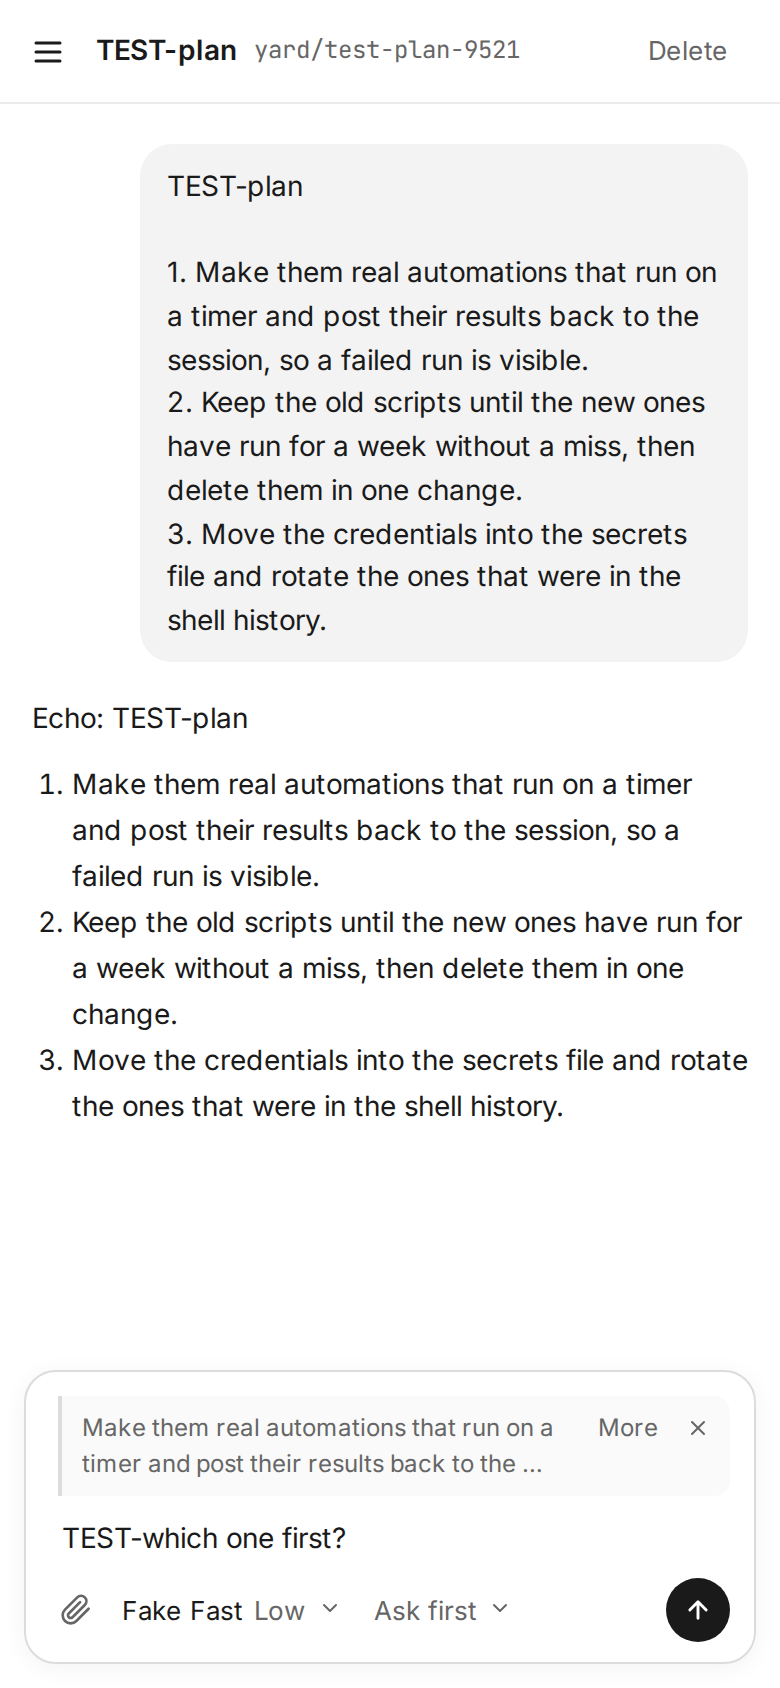 TEST-plan yard/test-plan-9521 Delete
TEST-plan
1. Make them real automations that run on
a timer and post their results back to the
session, so a failed run is visible.
2. Keep the old scripts until the new ones
have run for a week without a miss, then
delete them in one change.
3. Move the credentials into the secrets
file and rotate the ones that were in the
shell history.
Echo: TEST-plan
1. Make them real automations that run on a timer
and post their results back to the session, so a
failed run is visible.
2. Keep the old scripts until the new ones have run for
a week without a miss, then delete them in one
change.
3. Move the credentials into the secrets file and rotate
the ones that were in the shell history.
Make them real automations that run on a More
timer and post their results back to the ...
TEST-which one first?
Fake Fast Low Ask first